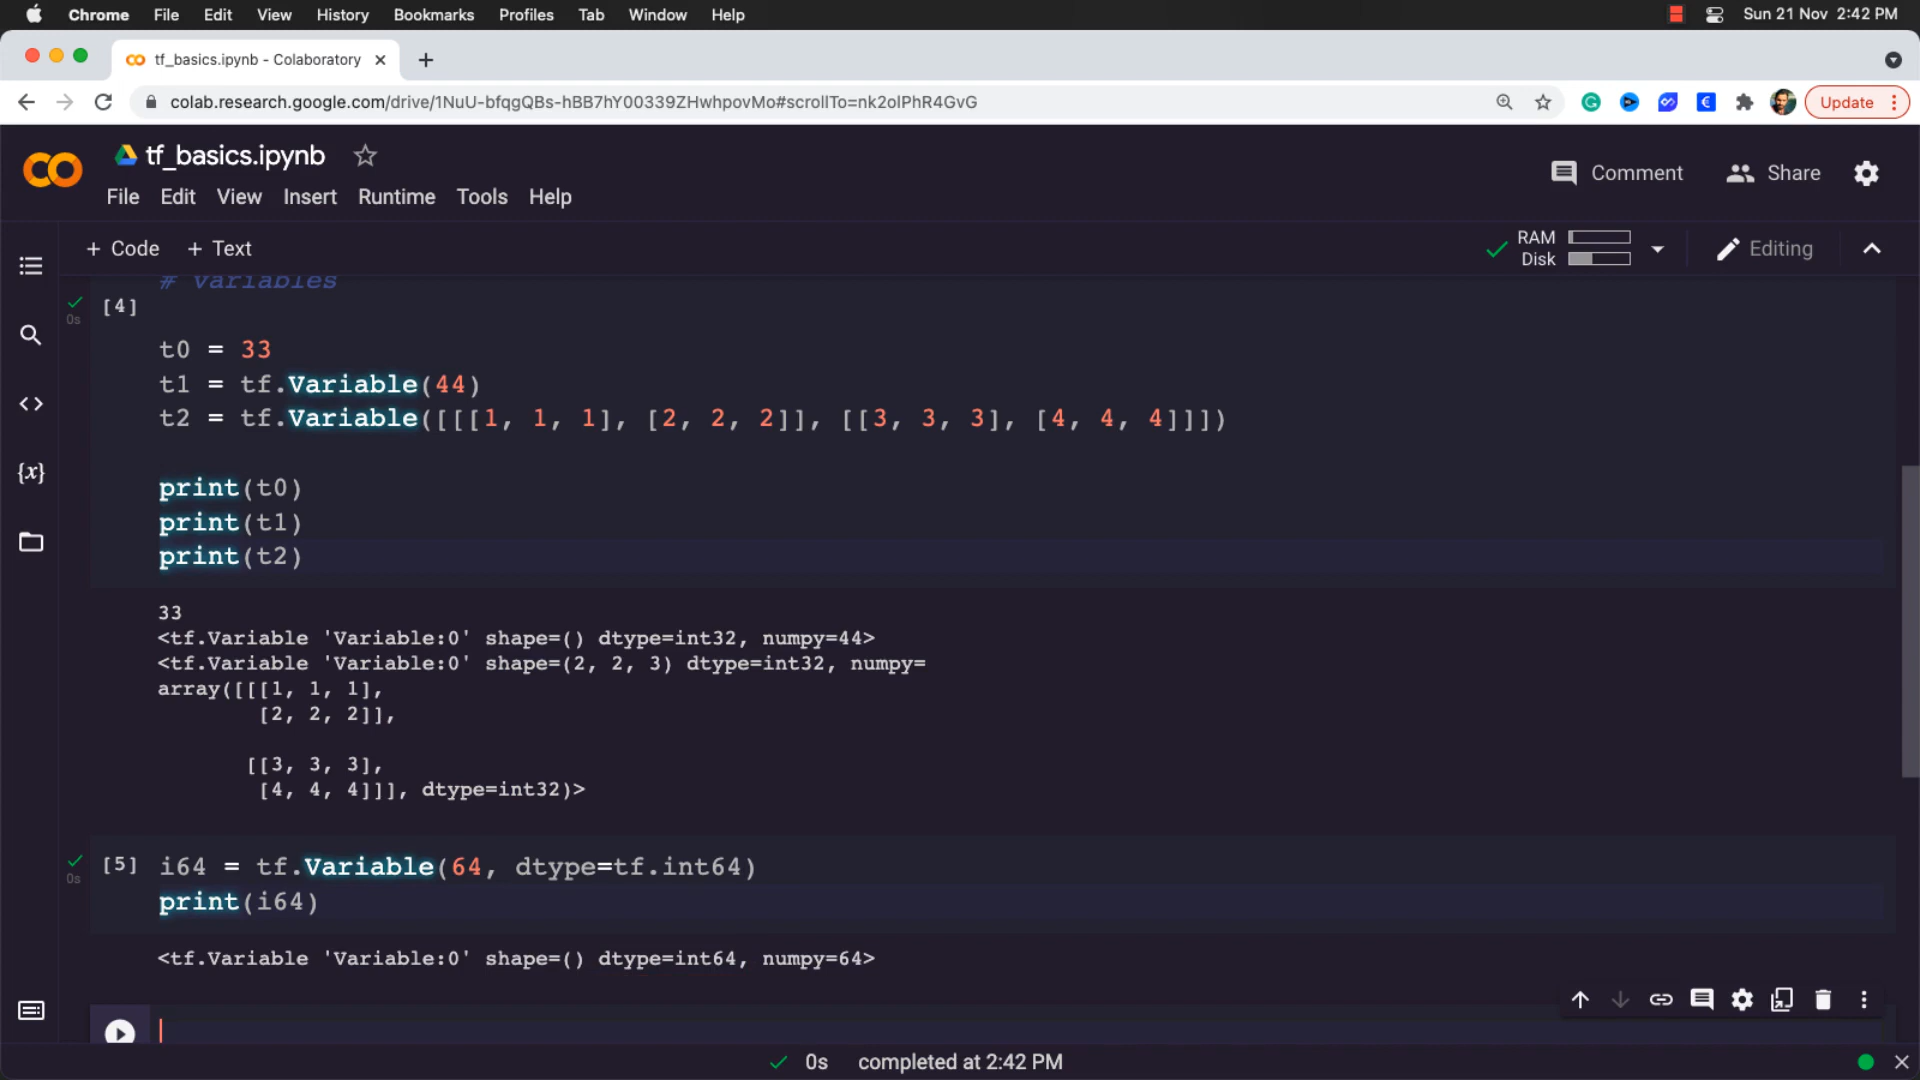 Chrome File Edit View History Bookmarks Profiles Tab Window Help Sun 21 Nov 2:42 PM
tf_basics.ipynb - Colaboratory
colab.research.google.com/drive/1NuU-bfqgQBs-hBB7hY00339ZHwhpovMo#scrollTo=nk2oIPhR4GvG Update
tf_basics.ipynb
Comment Share
File Edit View Insert Runtime Tools Help
+ Code + Text RAM Disk Editing
# Variables
[4]
0s
t0 = 33
t1 = tf.Variable(44)
t2 = tf.Variable([[[1, 1, 1], [2, 2, 2]], [[3, 3, 3], [4, 4, 4]]])
{x}
print(t0)
print(t1)
print(t2)
33
<tf.Variable 'Variable:0' shape=() dtype=int32, numpy=44>
<tf.Variable 'Variable:0' shape=(2, 2, 3) dtype=int32, numpy=
array([[[1, 1, 1],
[2, 2, 2]],
[[3, 3, 3],
[4, 4, 4]]], dtype=int32)>
[5] i64 = tf.Variable(64, dtype=tf.int64)
0s
print(i64)
<tf.Variable 'Variable:0' shape=() dtype=int64, numpy=64>
0s completed at 2:42 PM